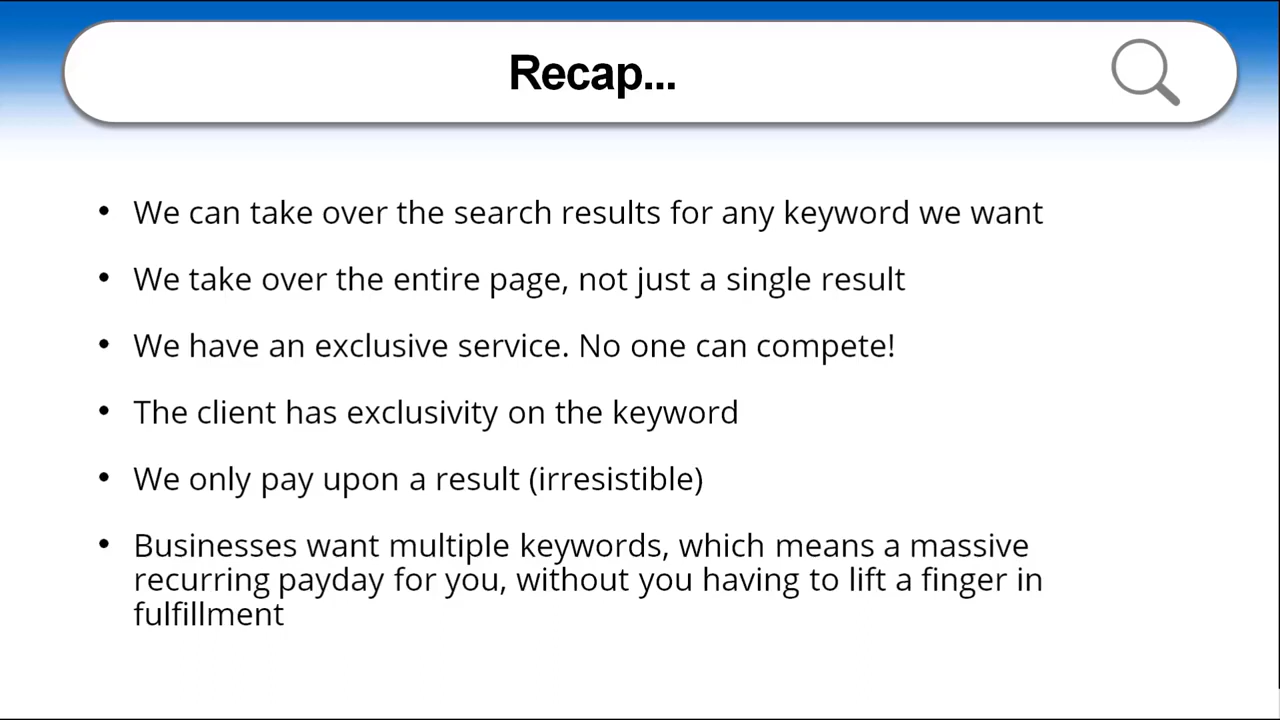 Recap...
• We can take over the search results for any keyword we want
• We take over the entire page, not just a single result
• We have an exclusive service. No one can compete!
• The client has exclusivity on the keyword
• We only pay upon a result (irresistible)
• Businesses want multiple keywords, which means a massive
recurring payday for you, without you having to lift a finger in
fulfillment